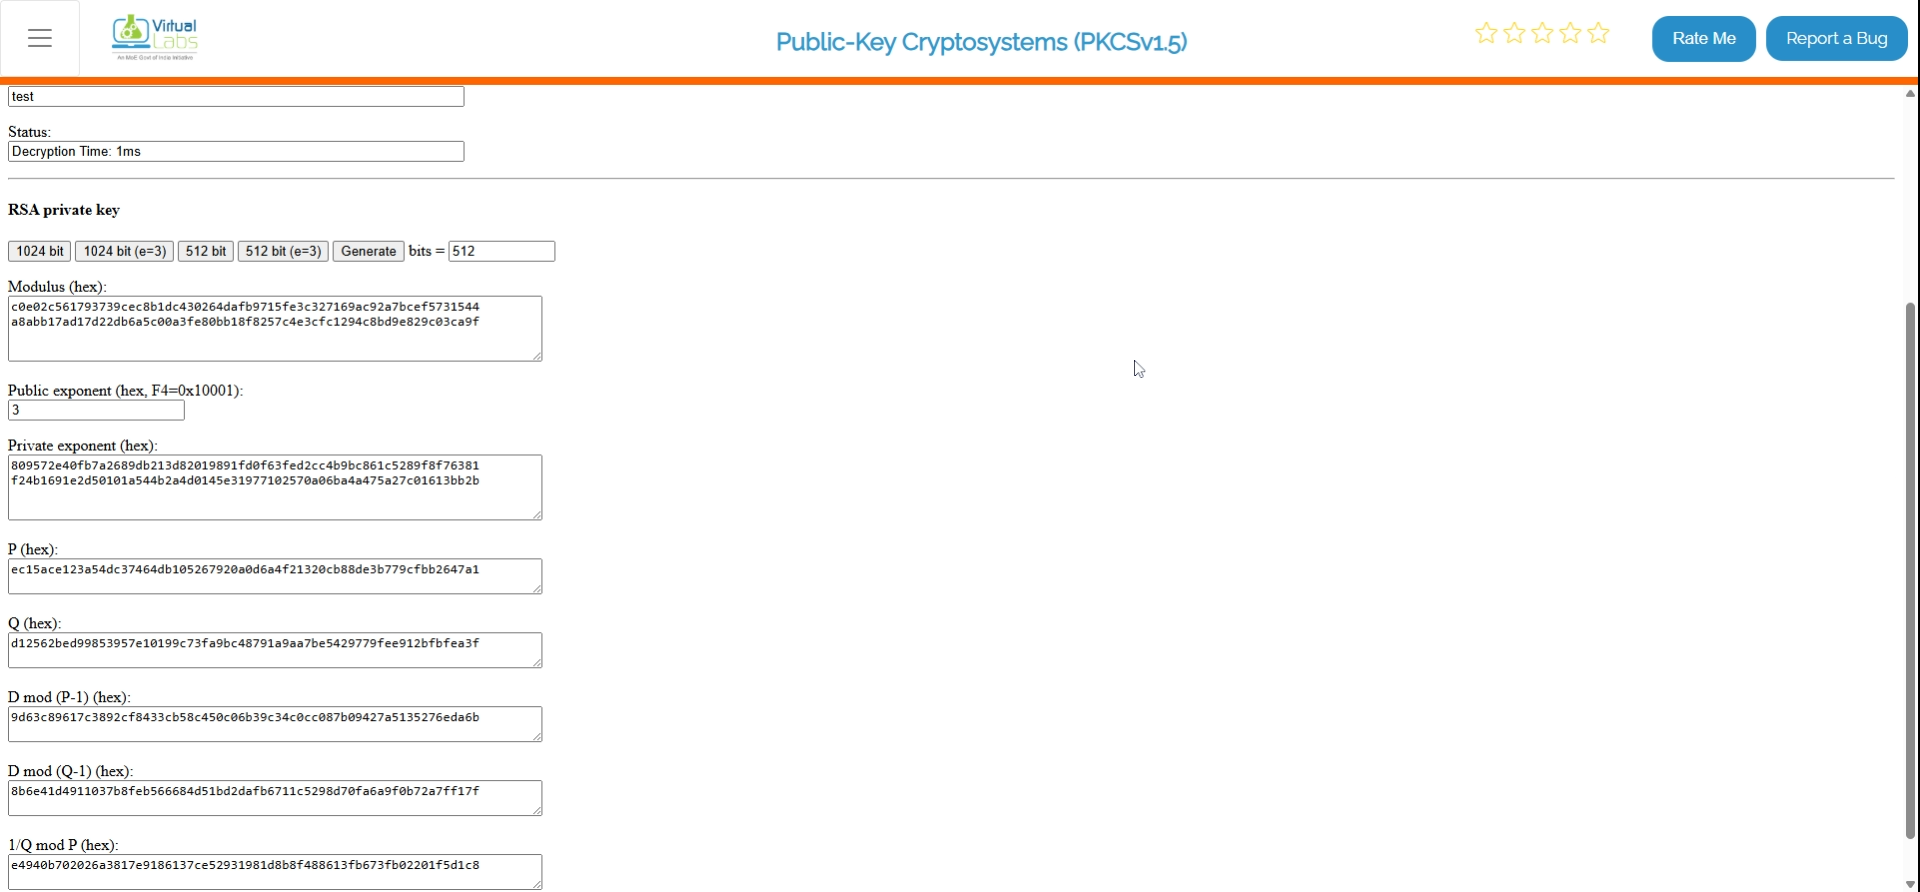 Virtual
Labs
An MoE Govt of India Initiative
Public-Key Cryptosystems (PKCSv1.5)
Rate Me
Report a Bug
test
Status:
Decryption Time: 1ms
RSA private key
1024 bit 1024 bit (e=3) 512 bit 512 bit (e=3) Generate bits = 512
Modulus (hex):
c0e02c561793739cec8b1dc430264dafb9715fe3c327169ac92a7bcef5731544
a8abb17ad17d22db6a5c00a3fe80bb18f8257c4e3cfc1294c8bd9e829c03ca9f
Public exponent (hex, F4=0x10001):
3
Private exponent (hex):
809572e40fb7a2689db213d82019891fd0f63fed2cc4b9bc861c5289f8f76381
f24b1691e2d50101a544b2a4d0145e31977102570a06ba4a475a27c01613bb2b
P (hex):
ec15ace123a54dc37464db105267920a0d6a4f21320cb88de3b779cfbb2647a1
Q (hex):
d12562bed99853957e10199c73fa9bc48791a9aa7be5429779fee912bfbfea3f
D mod (P-1) (hex):
9d63c89617c3892cf8433cb58c450c06b39c34c0cc087b09427a5135276eda6b
D mod (Q-1) (hex):
8b6e41d4911037b8feb566684d51bd2dafb6711c5298d70fa6a9f0b72a7ff17f
1/Q mod P (hex):
e4940b702026a3817e9186137ce52931981d8b8f488613fb673fb02201f5d1c8